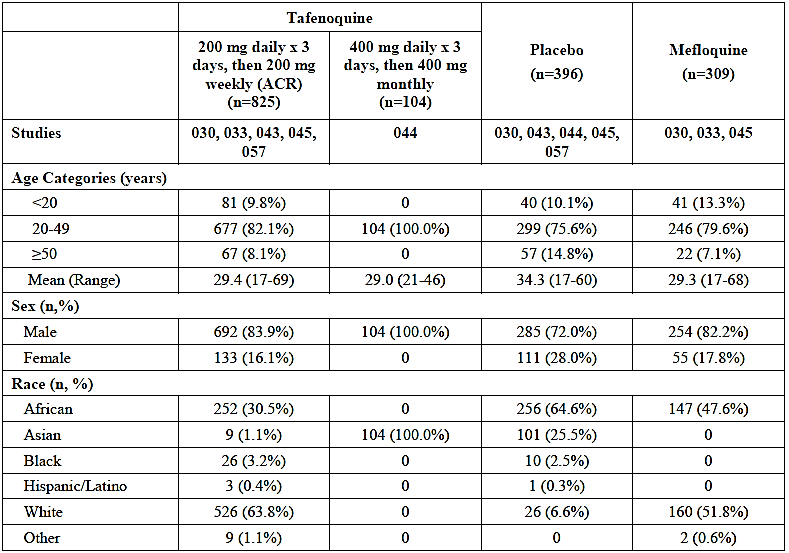 Tafenoquine
200 mg daily x 3 days, then 200 mg weekly (ACR) (n=825) 400 mg daily x 3 days, then 400 mg monthly (n=104) Placebo (n=396) Mefloquine (n=309)
Studies 030, 033, 043, 045, 057 044 030, 043, 044, 045, 057 030, 033, 045
Age Categories (years)
<20 81 (9.8%) 0 40 (10.1%) 41 (13.3%)
20-49 677 (82.1%) 104 (100.0%) 299 (75.6%) 246 (79.6%)
≥50 67 (8.1%) 0 57 (14.8%) 22 (7.1%)
Mean (Range) 29.4 (17-69) 29.0 (21-46) 34.3 (17-60) 29.3 (17-68)
Sex (n,%)
Male 692 (83.9%) 104 (100.0%) 285 (72.0%) 254 (82.2%)
Female 133 (16.1%) 0 111 (28.0%) 55 (17.8%)
Race (n, %)
African 252 (30.5%) 0 256 (64.6%) 147 (47.6%)
Asian 9 (1.1%) 104 (100.0%) 101 (25.5%) 0
Black 26 (3.2%) 0 10 (2.5%) 0
Hispanic/Latino 3 (0.4%) 0 1 (0.3%) 0
White 526 (63.8%) 0 26 (6.6%) 160 (51.8%)
Other 9 (1.1%) 0 0 2 (0.6%)